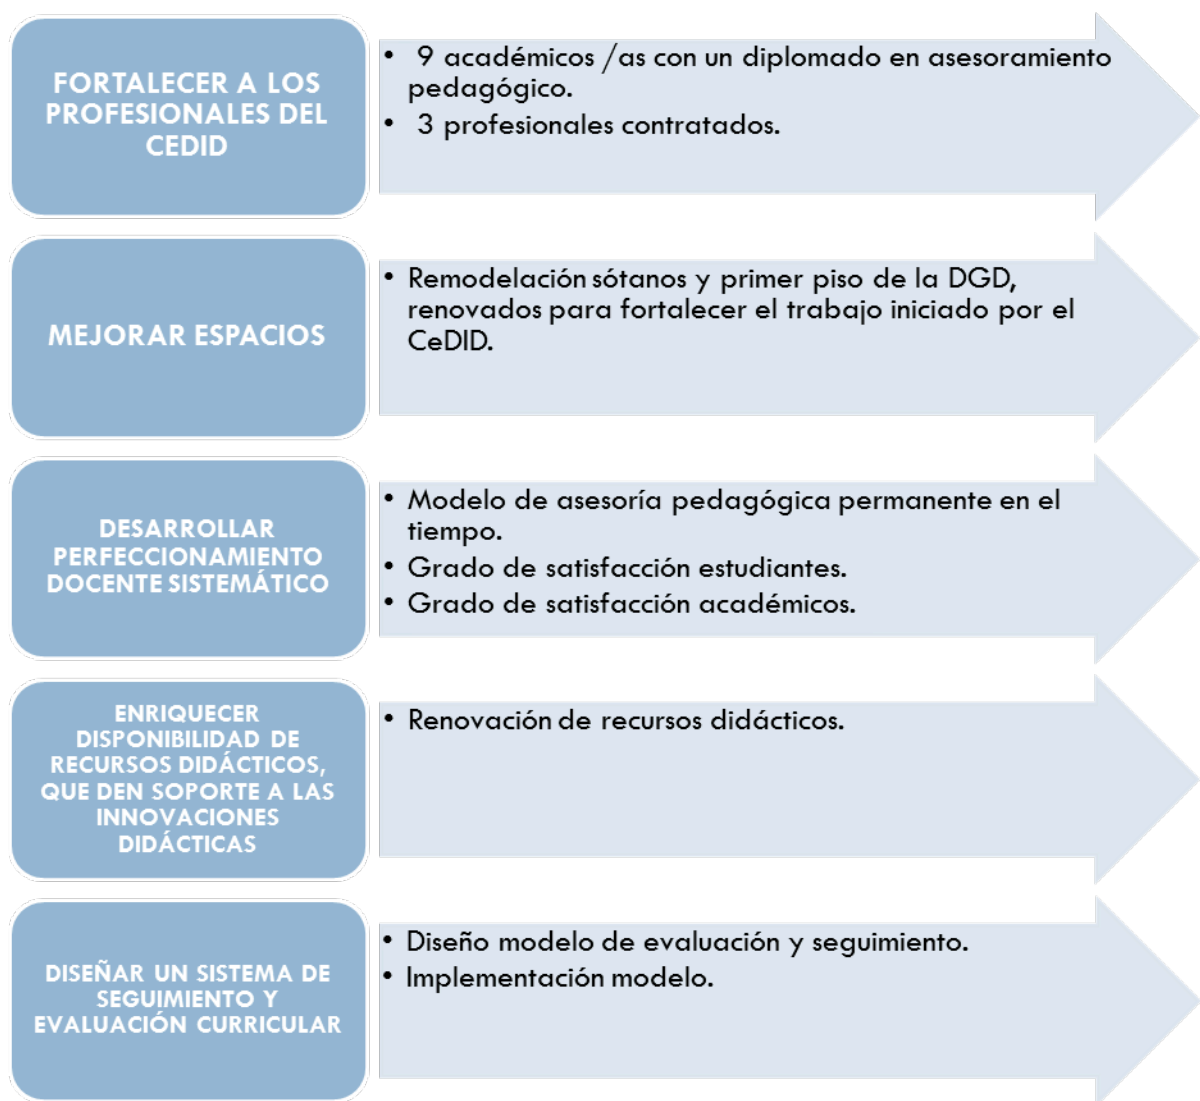 FORTALECER A LOS
PROFESIONALES DEL
CEDID
• 9 académicos /as con un diplomado en asesoramiento
pedagógico.
• 3 profesionales contratados.
MEJORAR ESPACIOS
• Remodelación sótanos y primer piso de la DGD,
renovados para fortalecer el trabajo iniciado por el
CeDID.
DESARROLLAR
PERFECCIONAMIENTO
DOCENTE SISTEMÁTICO
• Modelo de asesoría pedagógica permanente en el
tiempo.
• Grado de satisfacción estudiantes.
• Grado de satisfacción académicos.
ENRIQUECER
DISPONIBILIDAD DE
RECURSOS DIDÁCTICOS,
QUE DEN SOPORTE A LAS
INNOVACIONES
DIDÁCTICAS
• Renovación de recursos didácticos.
DISEÑAR UN SISTEMA DE
SEGUIMIENTO Y
EVALUACIÓN CURRICULAR
• Diseño modelo de evaluación y seguimiento.
• Implementación modelo.